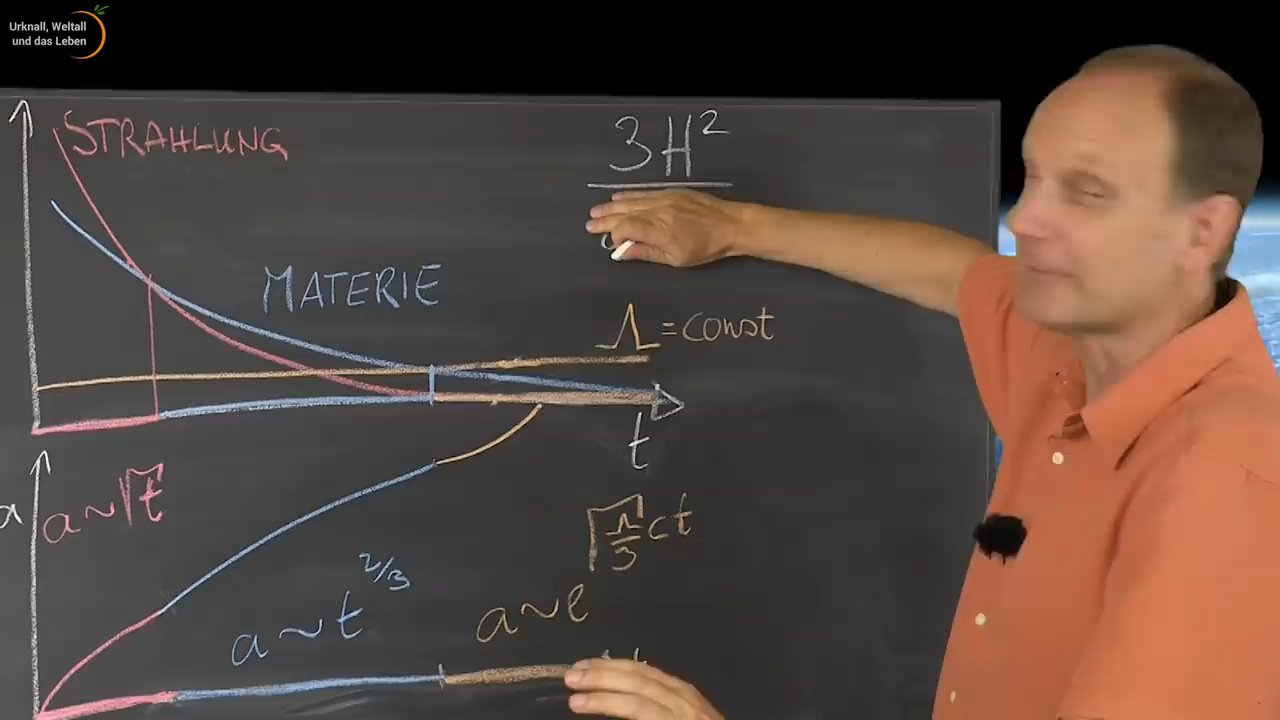 Urknall, Weltall
und das Leben
STRAHLUNG
3H²
MATERIE
Λ = const
t
a
a ~ √t
a ~ t^2/3
a ~ e^√Λ/3 ct